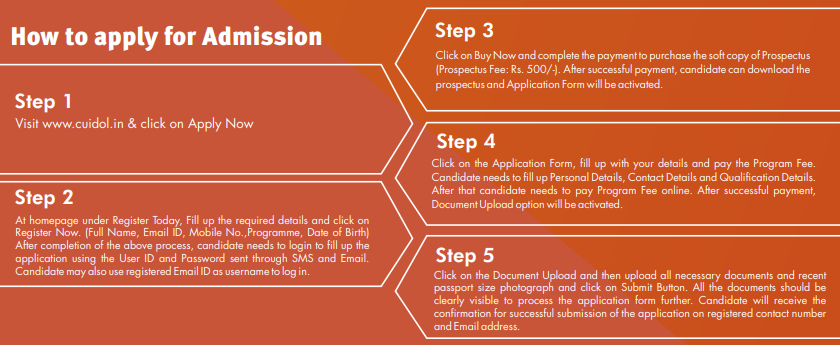 How to apply for Admission
Step 1
Visit www.cuidol.in & click on Apply Now
Step 2
At homepage under Register Today, Fill up the required details and click on
Register Now. (Full Name, Email ID, Mobile No.,Programme, Date of Birth)
After completion of the above process, candidate needs to login to fill up the
application using the User ID and Password sent through SMS and Email.
Candidate may also use registered Email ID as username to log in.
Step 3
Click on Buy Now and complete the payment to purchase the soft copy of Prospectus
(Prospectus Fee: Rs. 500/-). After successful payment, candidate can download the
prospectus and Application Form will be activated.
Step 4
Click on the Application Form, fill up with your details and pay the Program Fee.
Candidate needs to fill up Personal Details, Contact Details and Qualification Details.
After that candidate needs to pay Program Fee online. After successful payment,
Document Upload option will be activated.
Step 5
Click on the Document Upload and then upload all necessary documents and recent
passport size photograph and click on Submit Button. All the documents should be
clearly visible to process the application form further. Candidate will receive the
confirmation for successful submission of the application on registered contact number
and Email address.